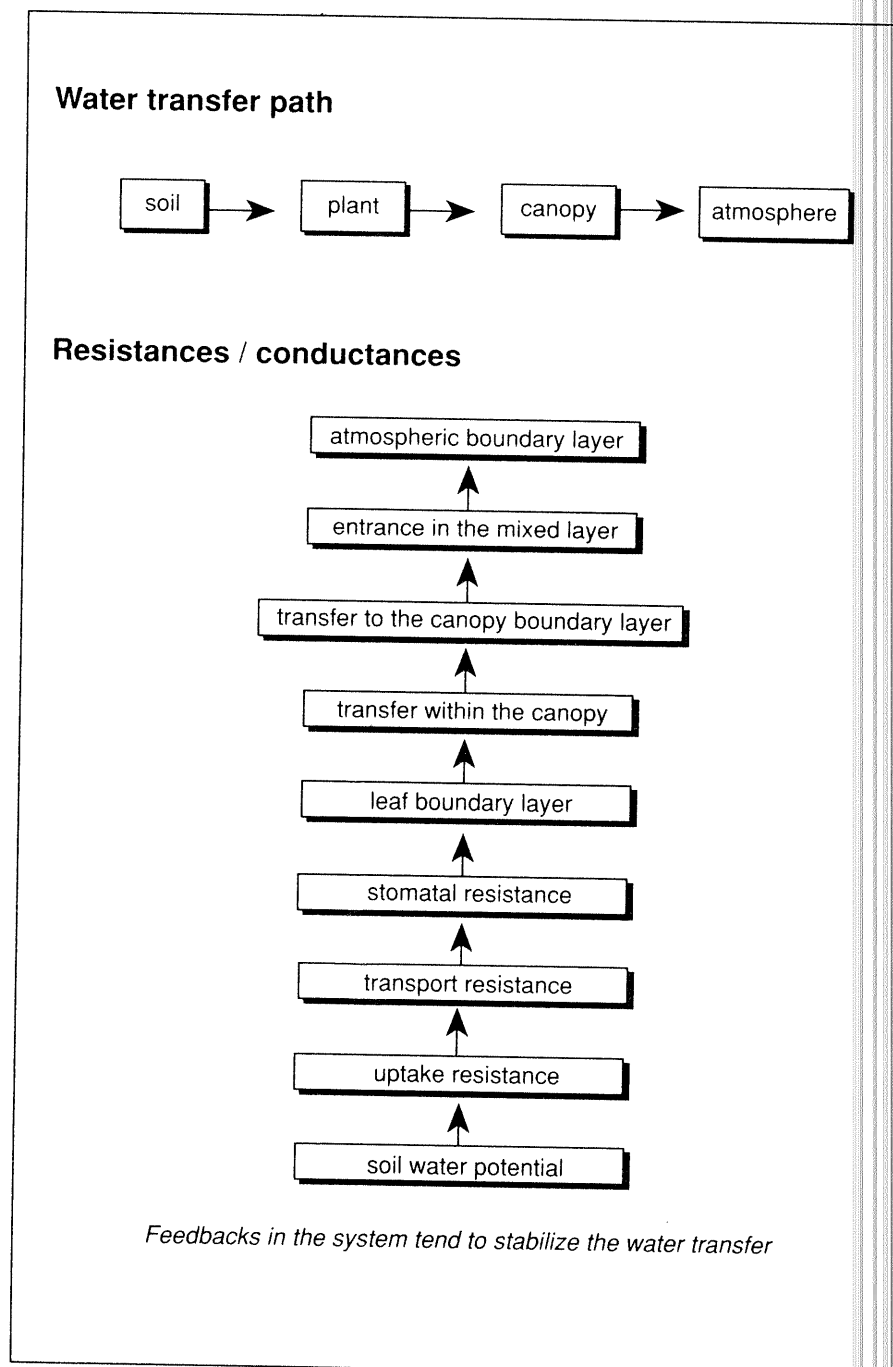 Water transfer path
soil
plant
canopy
atmosphere
Resistances / conductances
atmospheric boundary layer
entrance in the mixed layer
transfer to the canopy boundary layer
transfer within the canopy
leaf boundary layer
stomatal resistance
transport resistance
uptake resistance
soil water potential
Feedbacks in the system tend to stabilize the water transfer